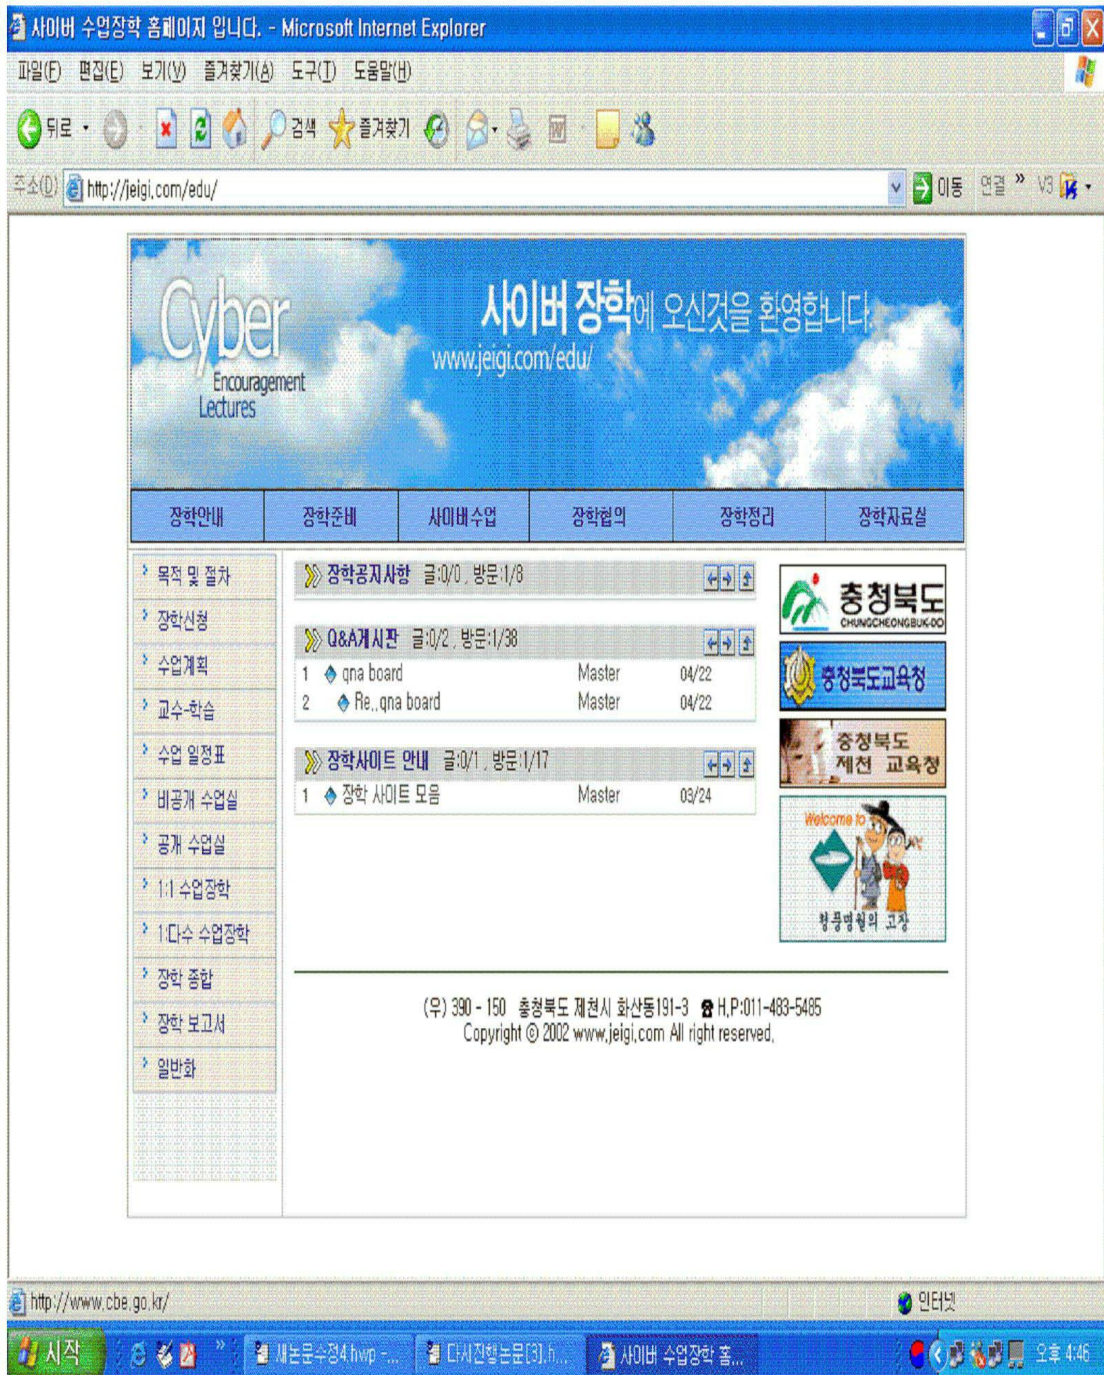 사이버 수업장학 홈페이지 입니다. - Microsoft Internet Explorer
파일(F) 편집(E) 보기(V) 즐겨찾기(A) 도구(T) 도움말(H)
뒤로 검색 즐겨찾기
주소(D) http://jeigi.com/edu/ 이동 연결 » V3
Cyber
Encouragement
Lectures
사이버 장학에 오신것을 환영합니다.
www.jeigi.com/edu/
장학안내 장학준비 사이버수업 장학협의 장학정리 장학자료실
목적 및 절차
장학신청
수업계획
교수-학습
수업 일정표
비공개 수업실
공개 수업실
1:1 수업장학
1:다수 수업장학
장학 종합
장학 보고서
일반화
장학공지사항 글:0/0 , 방문:1/8
Q&A게시판 글:0/2 , 방문:1/38
1 qna board Master 04/22
2 Re..qna board Master 04/22
장학사이트 안내 글:0/1 , 방문:1/17
1 장학 사이트 모음 Master 03/24
충청북도
CHUNGCHEONGBUK-DO
충청북도교육청
충청북도
제천 교육청
Welcome to
고장
(우) 390 - 150 충청북도 제천시 화산동191-3 ☎ H.P:011-483-5485
Copyright ⓒ 2002 www.jeigi.com All right reserved.
http://www.cbe.go.kr/ 인터넷
시작 » 새논문수정4.hwp -... 다시진행논문[3].h... 사이버 수업장학 홈... 오후 4:46